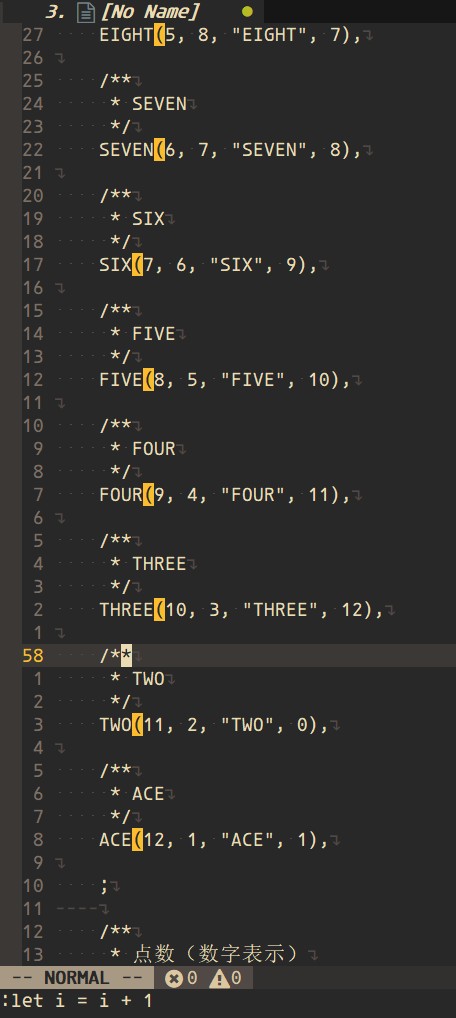 3. [No Name] ●
27 EIGHT(5, 8, "EIGHT", 7),
26
25 /**
24 * SEVEN
23 */
22 SEVEN(6, 7, "SEVEN", 8),
21
20 /**
19 * SIX
18 */
17 SIX(7, 6, "SIX", 9),
16
15 /**
14 * FIVE
13 */
12 FIVE(8, 5, "FIVE", 10),
11
10 /**
9 * FOUR
8 */
7 FOUR(9, 4, "FOUR", 11),
6
5 /**
4 * THREE
3 */
2 THREE(10, 3, "THREE", 12),
1
58 /**
1 * TWO
2 */
3 TWO(11, 2, "TWO", 0),
4
5 /**
6 * ACE
7 */
8 ACE(12, 1, "ACE", 1),
9
10 ;
11 ----
12 /**
13 * 点数（数字表示）
-- NORMAL -- 0 0
:let i = i + 1